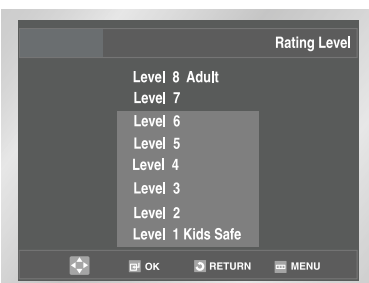 Rating Level
Level 8 Adult
Level 7
Level 6
Level 5
Level 4
Level 3
Level 2
Level 1 Kids Safe
OK RETURN MENU